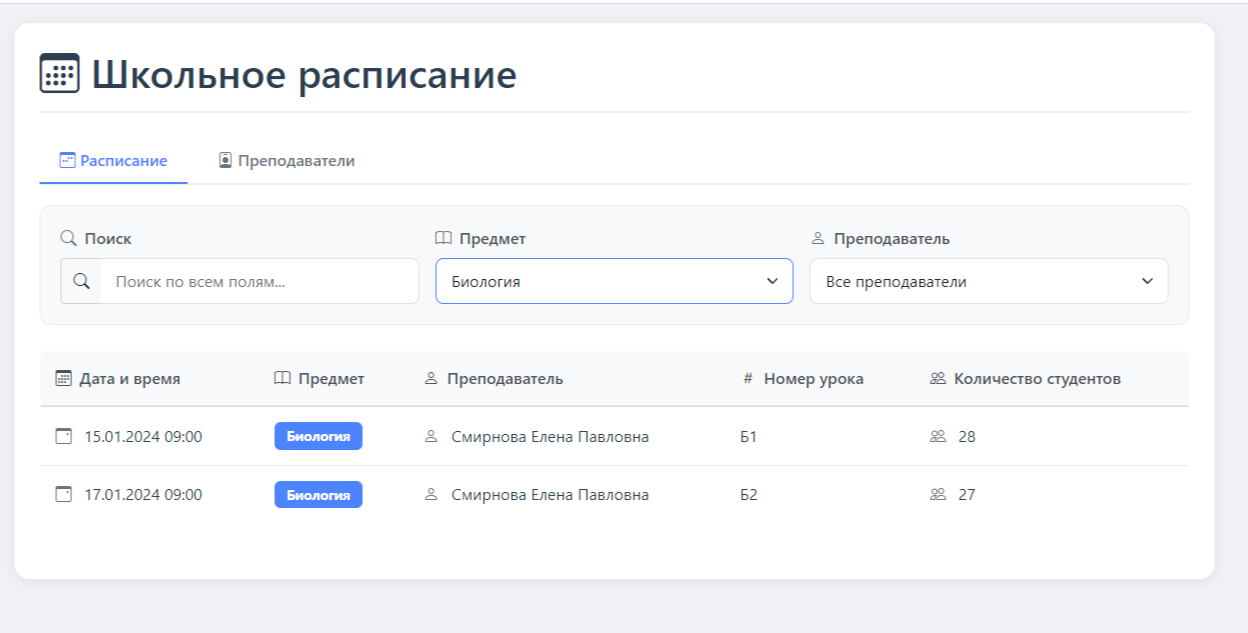 Школьное расписание
Расписание Преподаватели
Поиск Предмет Преподаватель
Поиск по всем полям... Биология Все преподаватели
Дата и время Предмет Преподаватель # Номер урока Количество студентов
15.01.2024 09:00 Биология Смирнова Елена Павловна Б1 28
17.01.2024 09:00 Биология Смирнова Елена Павловна Б2 27